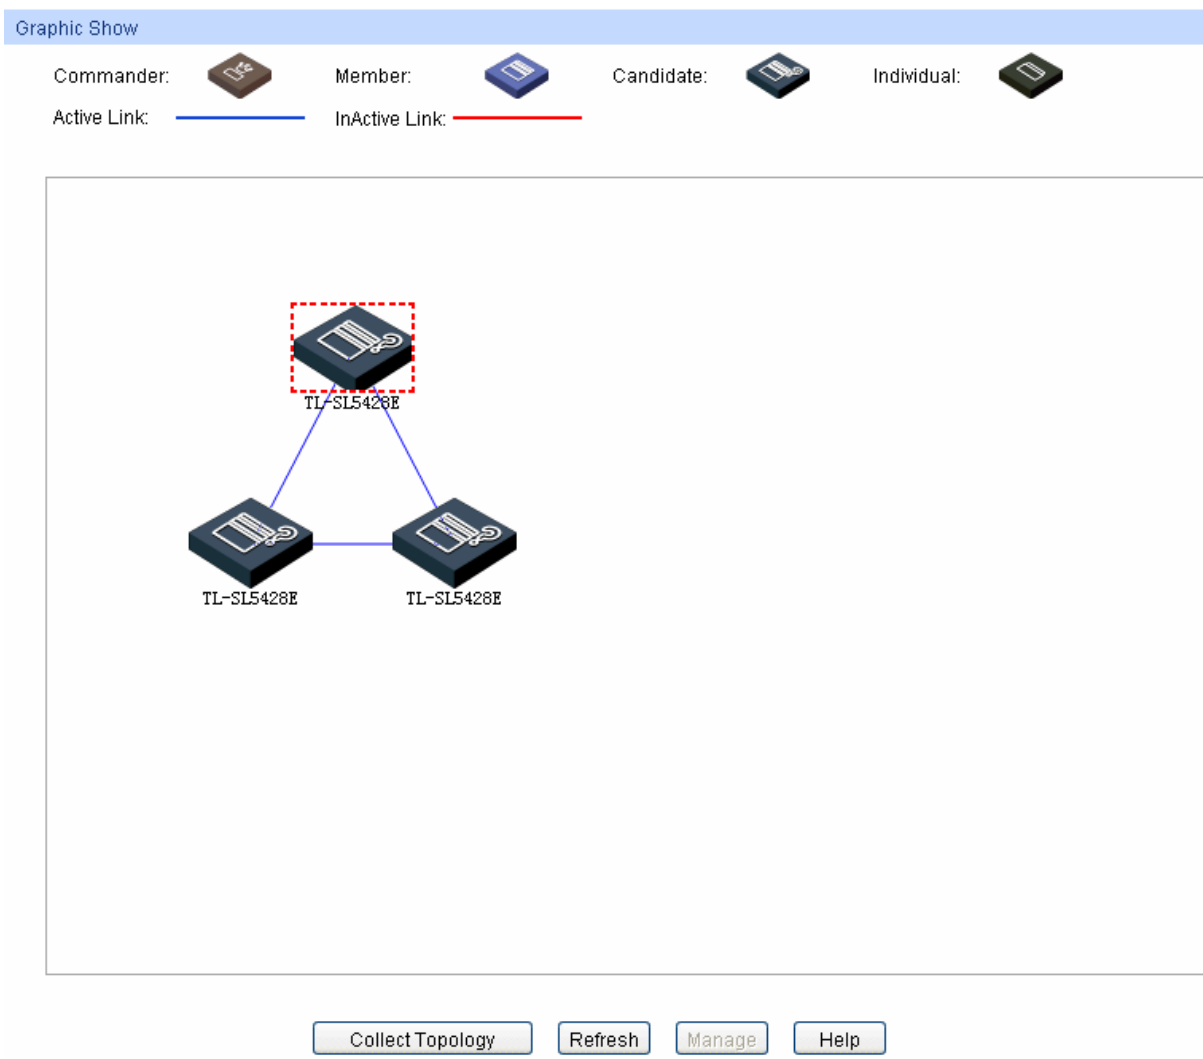 Graphic Show
Commander: Member: Candidate: Individual:
Active Link: InActive Link:
TL-SL5428E
TL-SL5428E TL-SL5428E
Collect Topology Refresh Manage Help